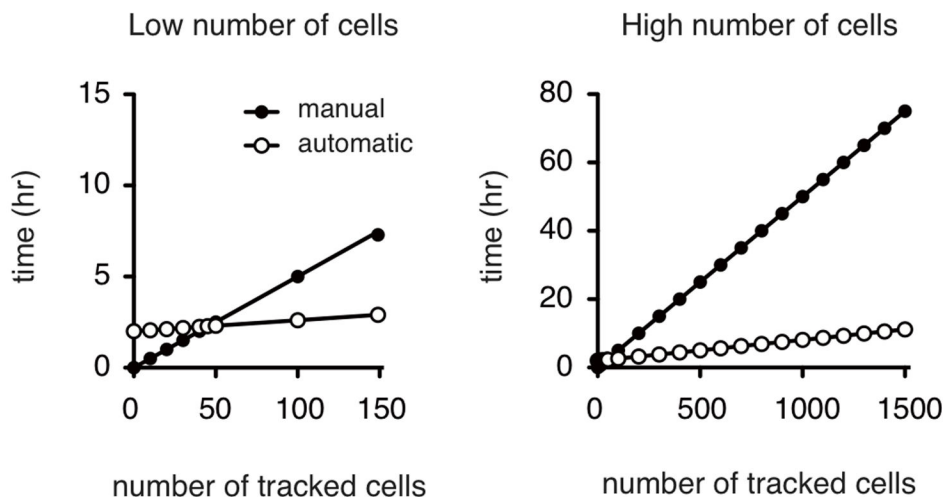 Low number of cells
15
10
5
0
0 50 100 150
time (hr)
number of tracked cells
manual
automatic
High number of cells
80
60
40
20
0
0 500 1000 1500
time (hr)
number of tracked cells